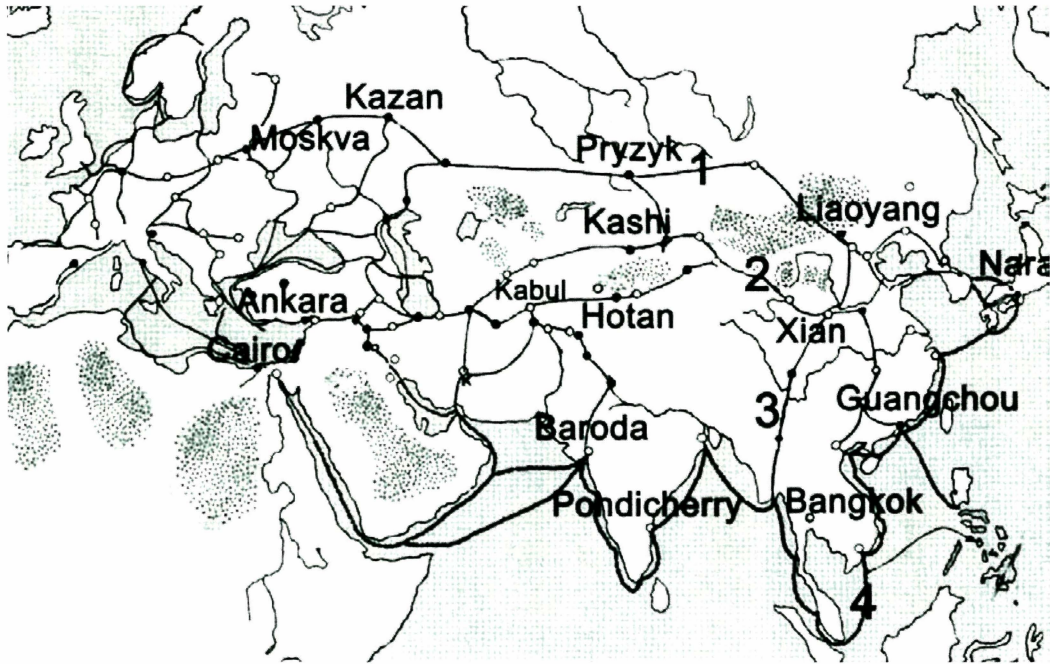 Kazan
Moskva
Pryzyk
1
Kashi
Liaoyang
2
Nara
Kabul
Ankara
Hotan
Xian
Cairo
3
Guangchou
Baroda
Pondicherry
Bangkok
4